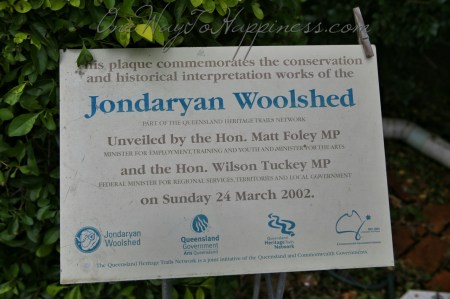 OneWayToHappiness.com
This plaque commemorates the conservation
and historical interpretation works of the
Jondaryan Woolshed
PART OF THE QUEENSLAND HERITAGE TRAILS NETWORK
Unveiled by the Hon. Matt Foley MP
MINISTER FOR EMPLOYMENT, TRAINING AND YOUTH AND MINISTER FOR THE ARTS
and the Hon. Wilson Tuckey MP
FEDERAL MINISTER FOR REGIONAL SERVICES, TERRITORIES AND LOCAL GOVERNMENT
on Sunday 24 March 2002.
Jondaryan
Woolshed
Queensland
Government
Queensland
Heritage Trails
Network
The Queensland Heritage Trails Network is a joint initiative of the Queensland and Commonwealth Governments.